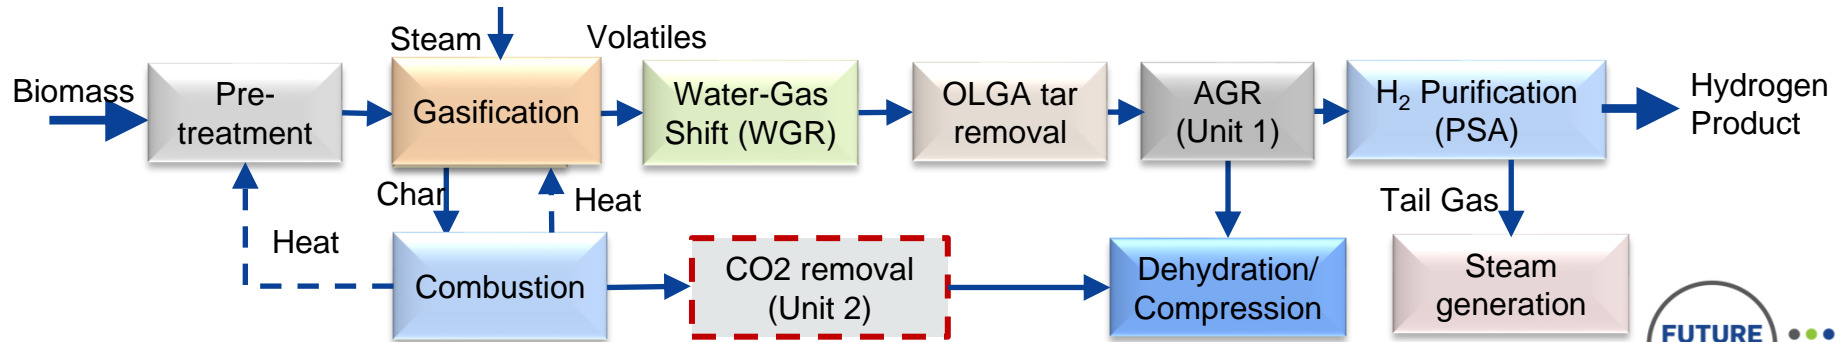 Steam
Volatiles
Biomass
Pre-
treatment
Gasification
Water-Gas
Shift (WGR)
OLGA tar
removal
AGR
(Unit 1)
H₂ Purification
(PSA)
Hydrogen
Product
Char
Heat
Tail Gas
Heat
Combustion
CO2 removal
(Unit 2)
Dehydration/
Compression
Steam
generation
FUTURE